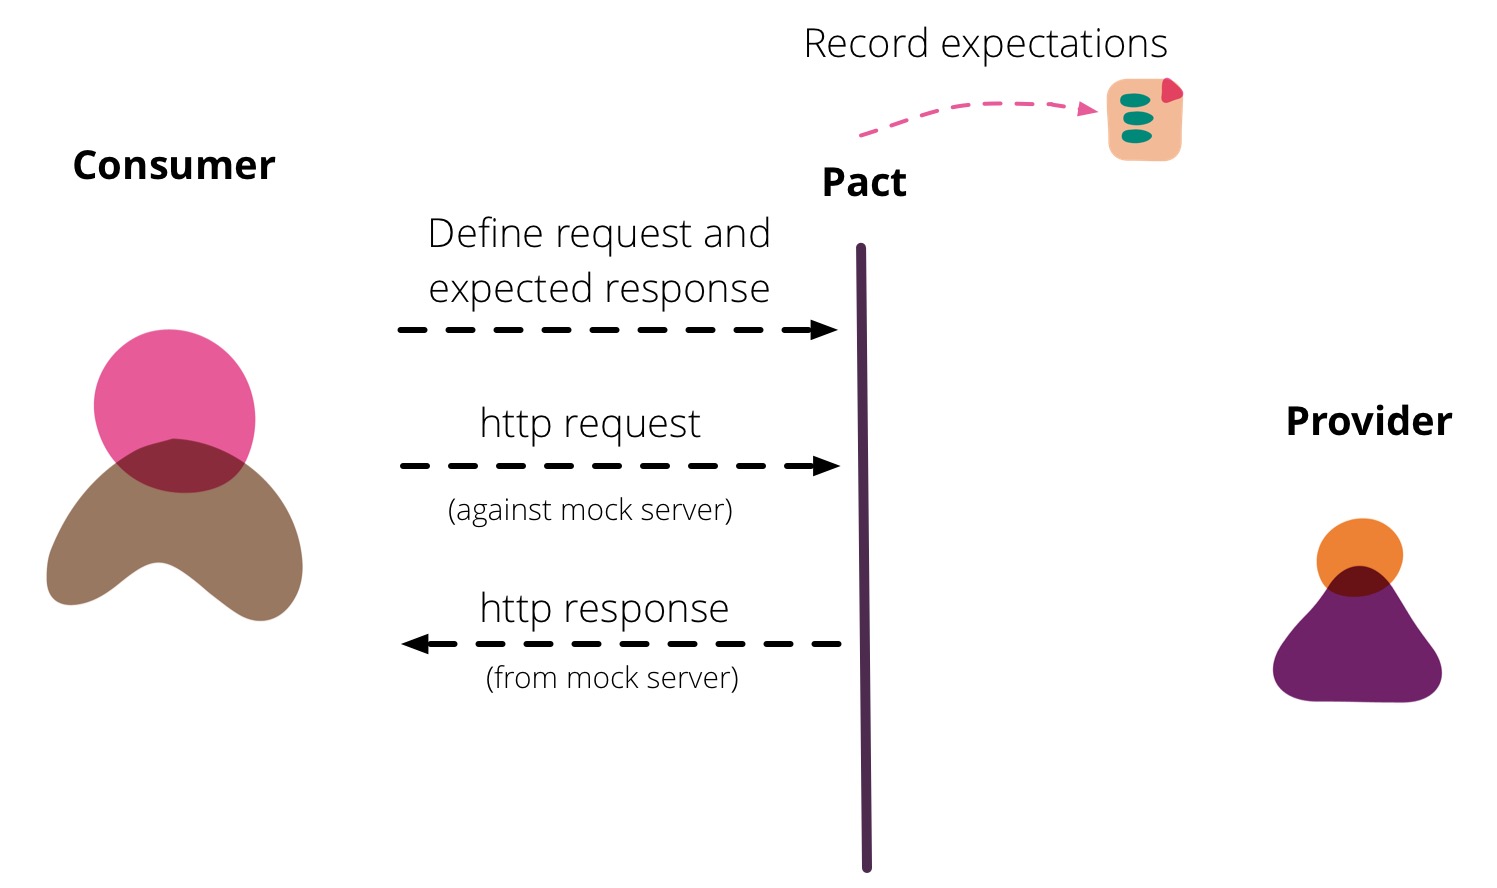 Record expectations
Consumer
Pact
Define request and
expected response
http request
(against mock server)
Provider
http response
(from mock server)